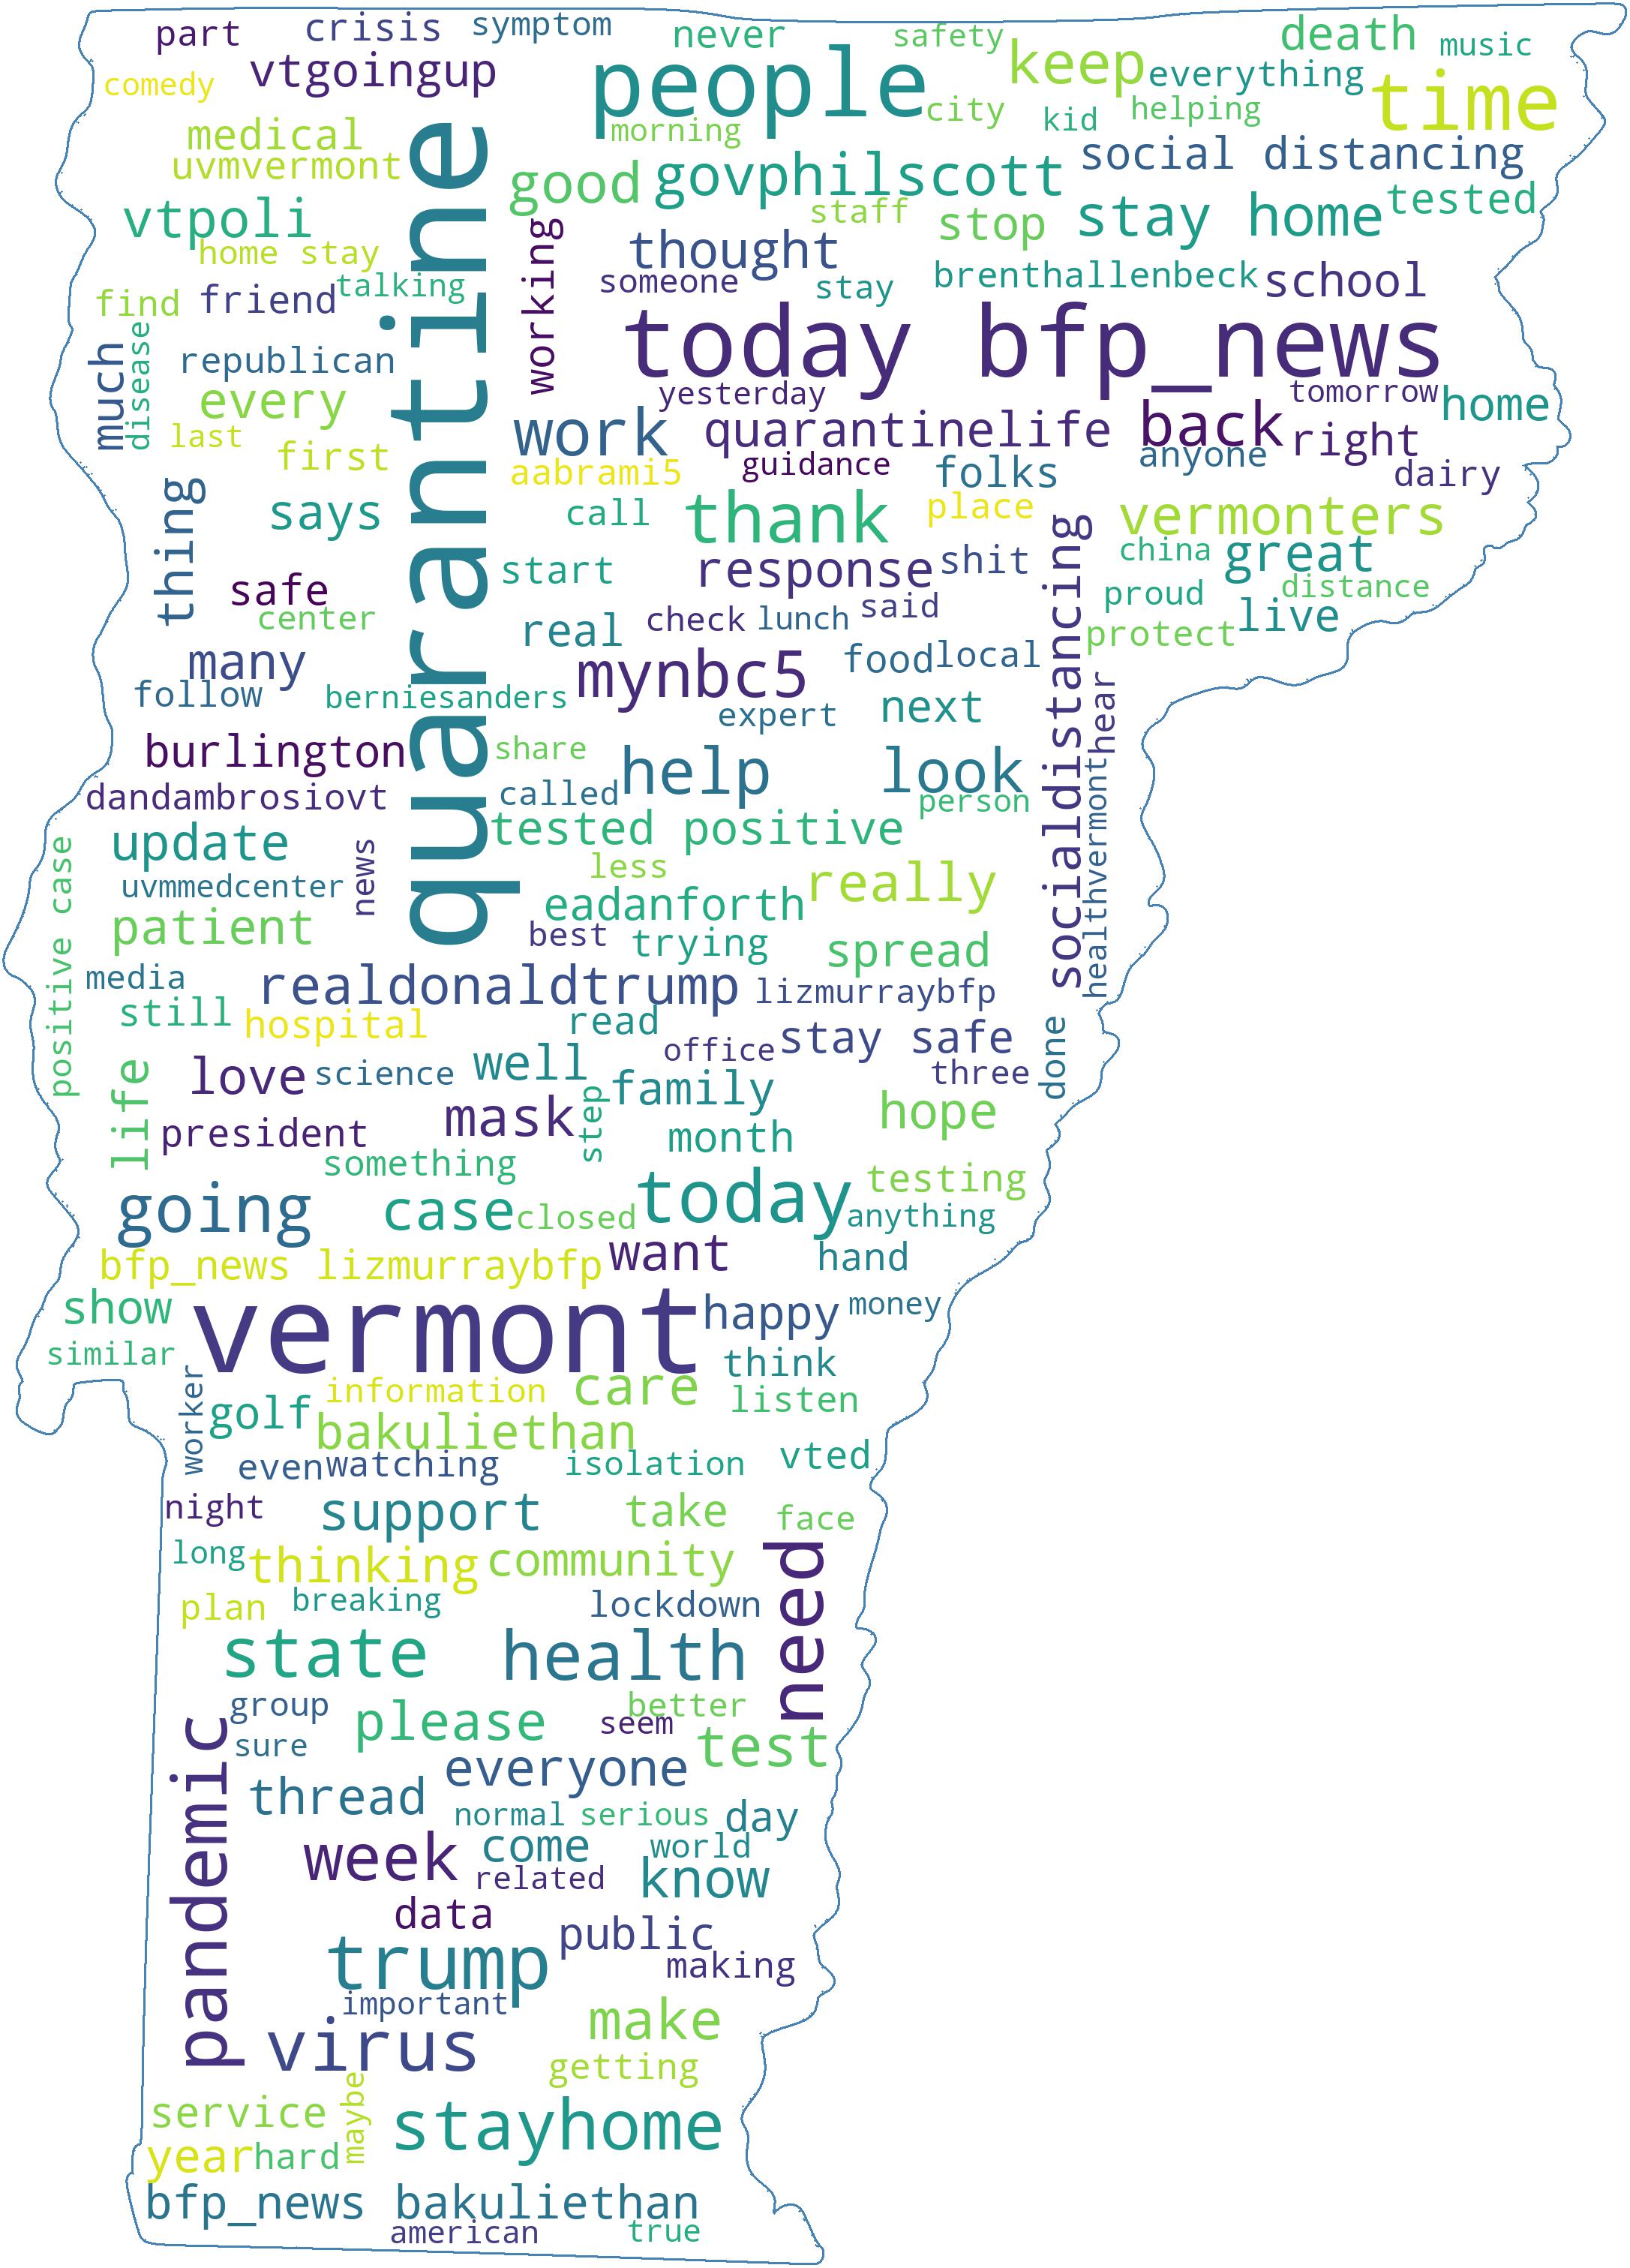 part
crisis
symptom
never
safety
death
music
vtgoingup
people
keep
everything
time
comedy
city
kid
helping
medical
morning
uvmvermont
good
govphilscott
social distancing
vtpoli
staff
stop
stay home
tested
home stay
thought
working
find
friend
talking
someone
stay
brenthallenbeck
school
quarantine
today bfp_news
much
disease
republican
every
yesterday
tomorrow
home
last
first
work
quarantinelife
back
right
aabrami5
guidance
folks
anyone
dairy
thing
says
call
thank
place
vermonters
safe
start
response
shit
china
great
center
proud
distance
real
check
lunch
said
live
socialdistancing
protect
many
mynbc5
food
local
hear
follow
berniesanders
expert
next
burlington
share
help
look
dandambrosiovt
called
person
healthvermont
update
news
tested positive
positive case
uvmmedcenter
less
eadanforth
really
patient
best
trying
spread
media
realdonaldtrump
lizmurraybfp
still
hospital
read
stay safe
office
done
life
love
science
well
family
three
step
president
mask
month
hope
something
testing
going
case
closed
today
anything
bfp_news lizmurraybfp
want
hand
show
vermont
happy
money
similar
think
worker
information
care
listen
golf
bakuliethan
even
watching
isolation
vted
night
support
take
face
long
thinking
community
need
plan
breaking
lockdown
state
health
group
better
pandemic
please
seem
sure
test
everyone
thread
normal
serious
day
week
come
world
related
know
data
public
trump
making
important
make
virus
getting
maybe
service
stayhome
year
hard
bfp_news bakuliethan
american
true